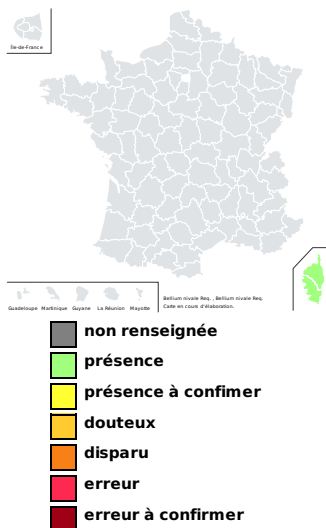 Île-de-France
Guadeloupe Martinique Guyane La Réunion Mayotte
Bellium nivale Req. , Bellium nivale Req.
Carte en cours d'élaboration.
non renseignée
présence
présence à confimer
douteux
disparu
erreur
erreur à confirmer